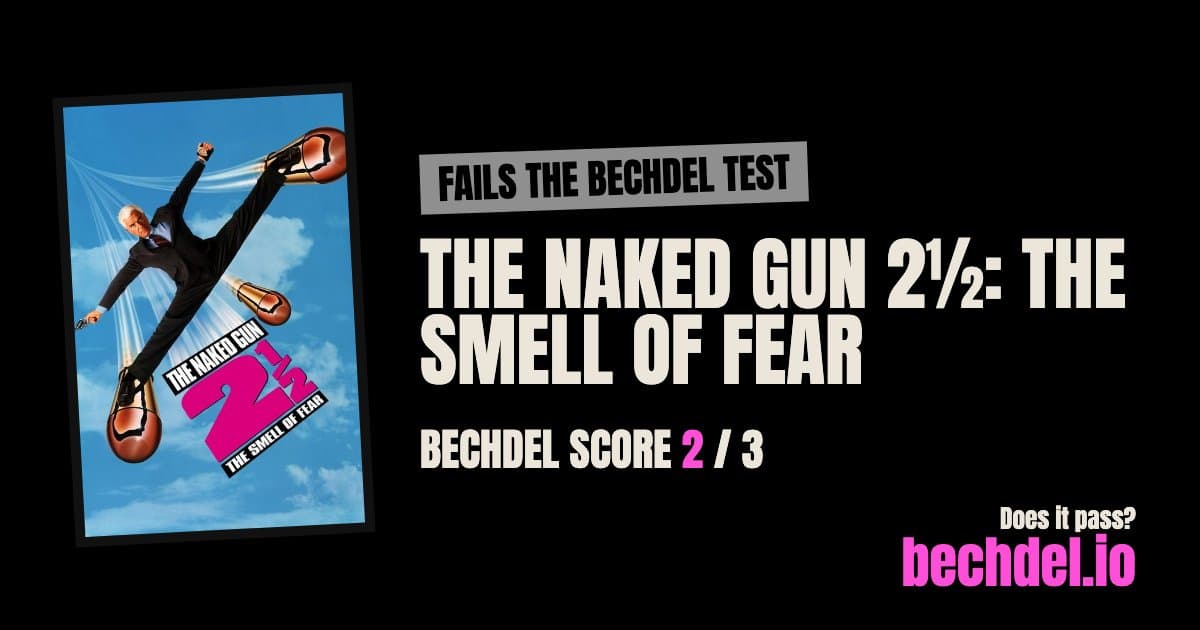 THE NAKED GUN
2½
THE SMELL OF FEAR
FAILS THE BECHDEL TEST
THE NAKED GUN 2½: THE
SMELL OF FEAR
BECHDEL SCORE 2 / 3
Does it pass?
bechdel.io